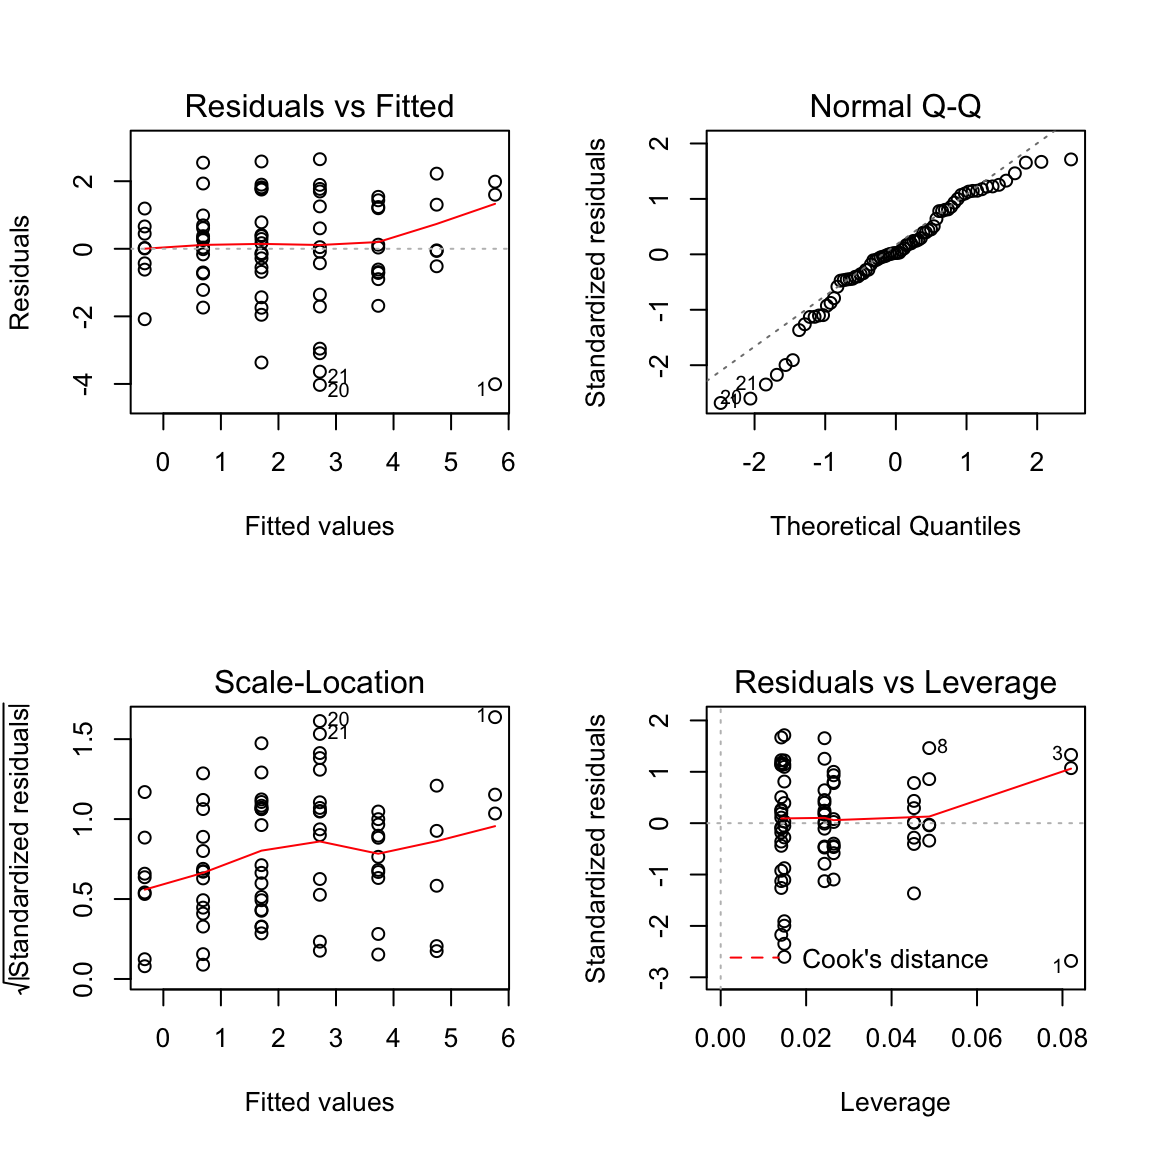 Residuals vs Fitted
Residuals
2
0
-2
-4
21
20
1
0 1 2 3 4 5 6
Fitted values
Normal Q-Q
Standardized residuals
2
1
0
-1
-2
21
20
1
-2 -1 0 1 2
Theoretical Quantiles
Scale-Location
√|Standardized residuals|
1.5
1.0
0.5
0.0
20
21
1
0 1 2 3 4 5 6
Fitted values
Residuals vs Leverage
Standardized residuals
2
1
0
-1
-2
-3
8
3
1
Cook's distance
0.00 0.02 0.04 0.06 0.08
Leverage